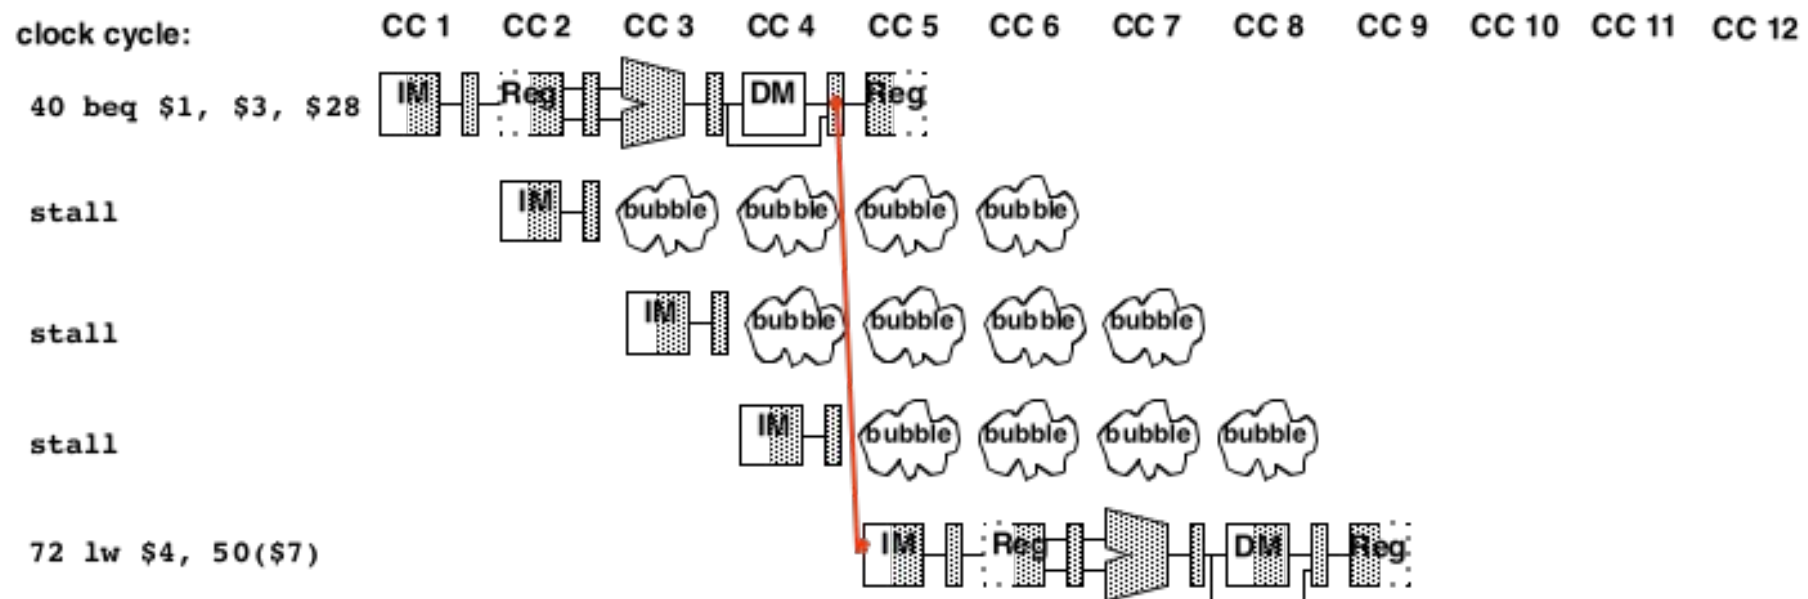 clock cycle: CC 1 CC 2 CC 3 CC 4 CC 5 CC 6 CC 7 CC 8 CC 9 CC 10 CC 11 CC 12
40 beq $1, $3, $28 IM Reg DM Reg
stall IM bubble bubble bubble bubble
stall IM bubble bubble bubble bubble
stall IM bubble bubble bubble bubble
72 lw $4, 50($7) IM Reg DM Reg